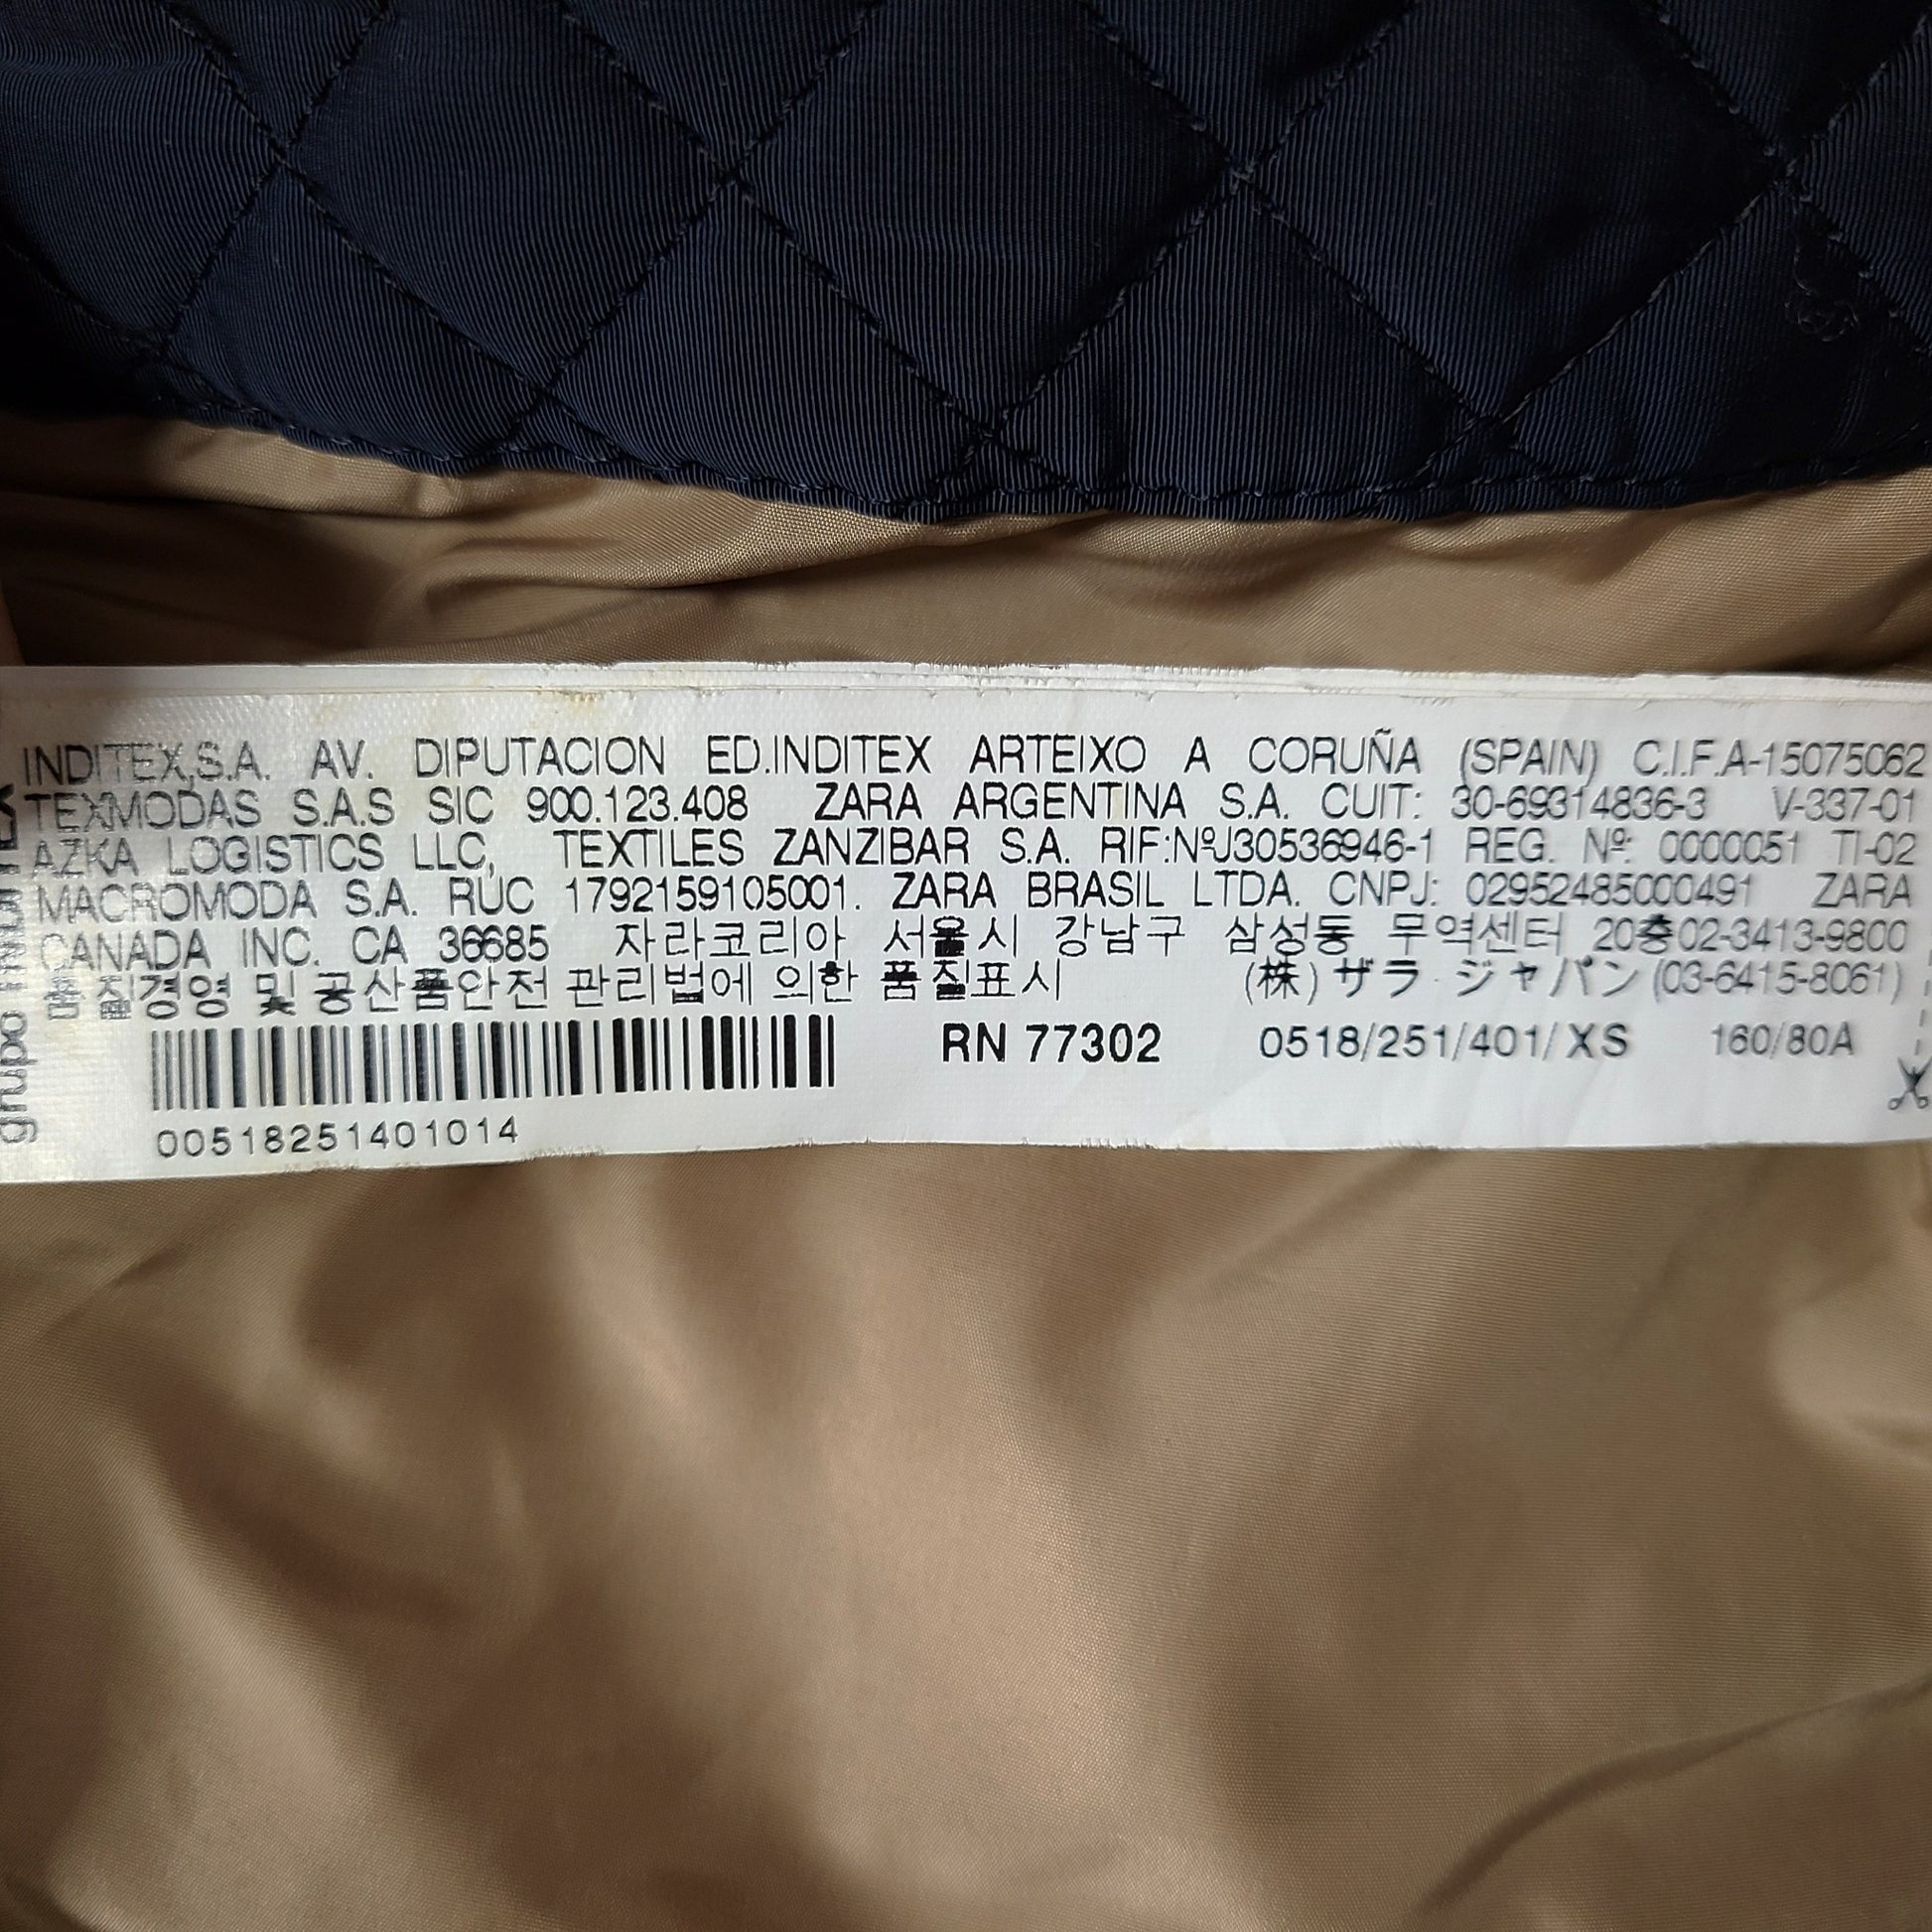 INDITEX,S.A. AV. DIPUTACION ED.INDITEX ARTEIXO A CORUÑA (SPAIN) C.I.F.A-15075062
TEXMODAS S.A.S SIC 900.123.408 ZARA ARGENTINA S.A. CUIT: 30-69314836-3 V-337-01
AZKA LOGISTICS LLC, TEXTILES ZANZIBAR S.A. RIF:NºJ30536946-1 REG. Nº: 0000051 TI-02
MACROMODA S.A. RUC 1792159105001. ZARA BRASIL LTDA. CNPJ: 02952485000491 ZARA
CANADA INC. CA 36685 자라코리아 서울시 강남구 삼성동 무역센터 20층02-3413-9800
품질경영 및 공산품안전 관리법에 의한 품질표시 (株)ザラ・ジャパン(03-6415-8061)
RN 77302 0518/251/401/XS 160/80A
00518251401014
grupo